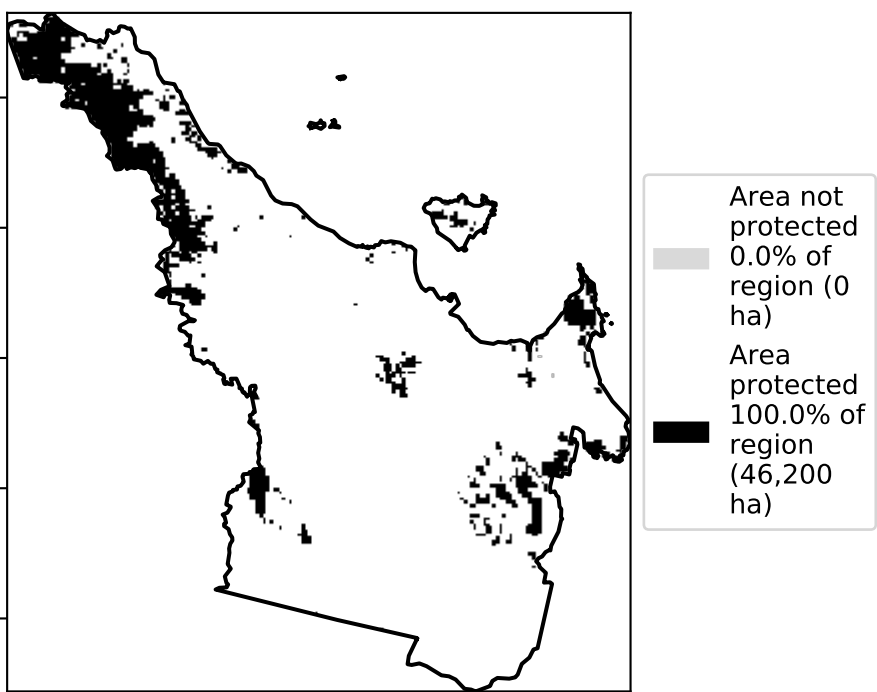 Area not
protected
0.0% of
region (0
ha)
Area
protected
100.0% of
region
(46,200
ha)